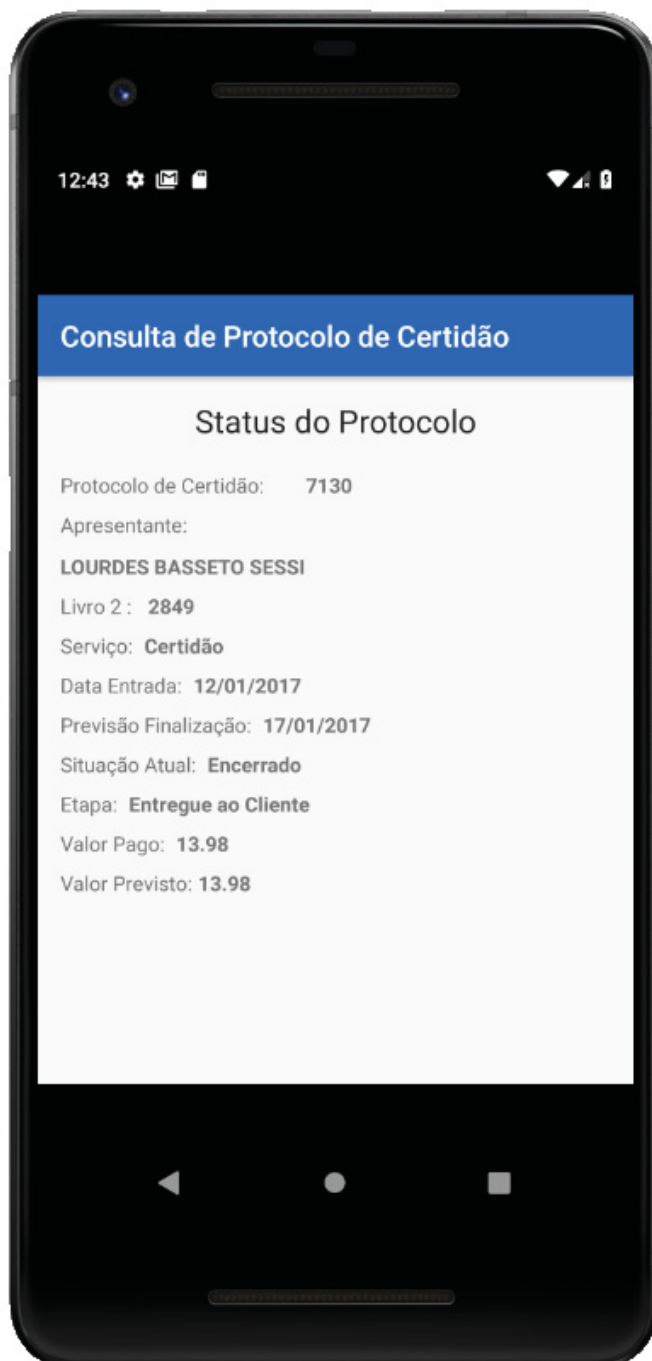 12:43
Consulta de Protocolo de Certidão
Status do Protocolo
Protocolo de Certidão: 7130
Apresentante:
LOURDES BASSETO SESSI
Livro 2 : 2849
Serviço: Certidão
Data Entrada: 12/01/2017
Previsão Finalização: 17/01/2017
Situação Atual: Encerrado
Etapa: Entregue ao Cliente
Valor Pago: 13.98
Valor Previsto: 13.98